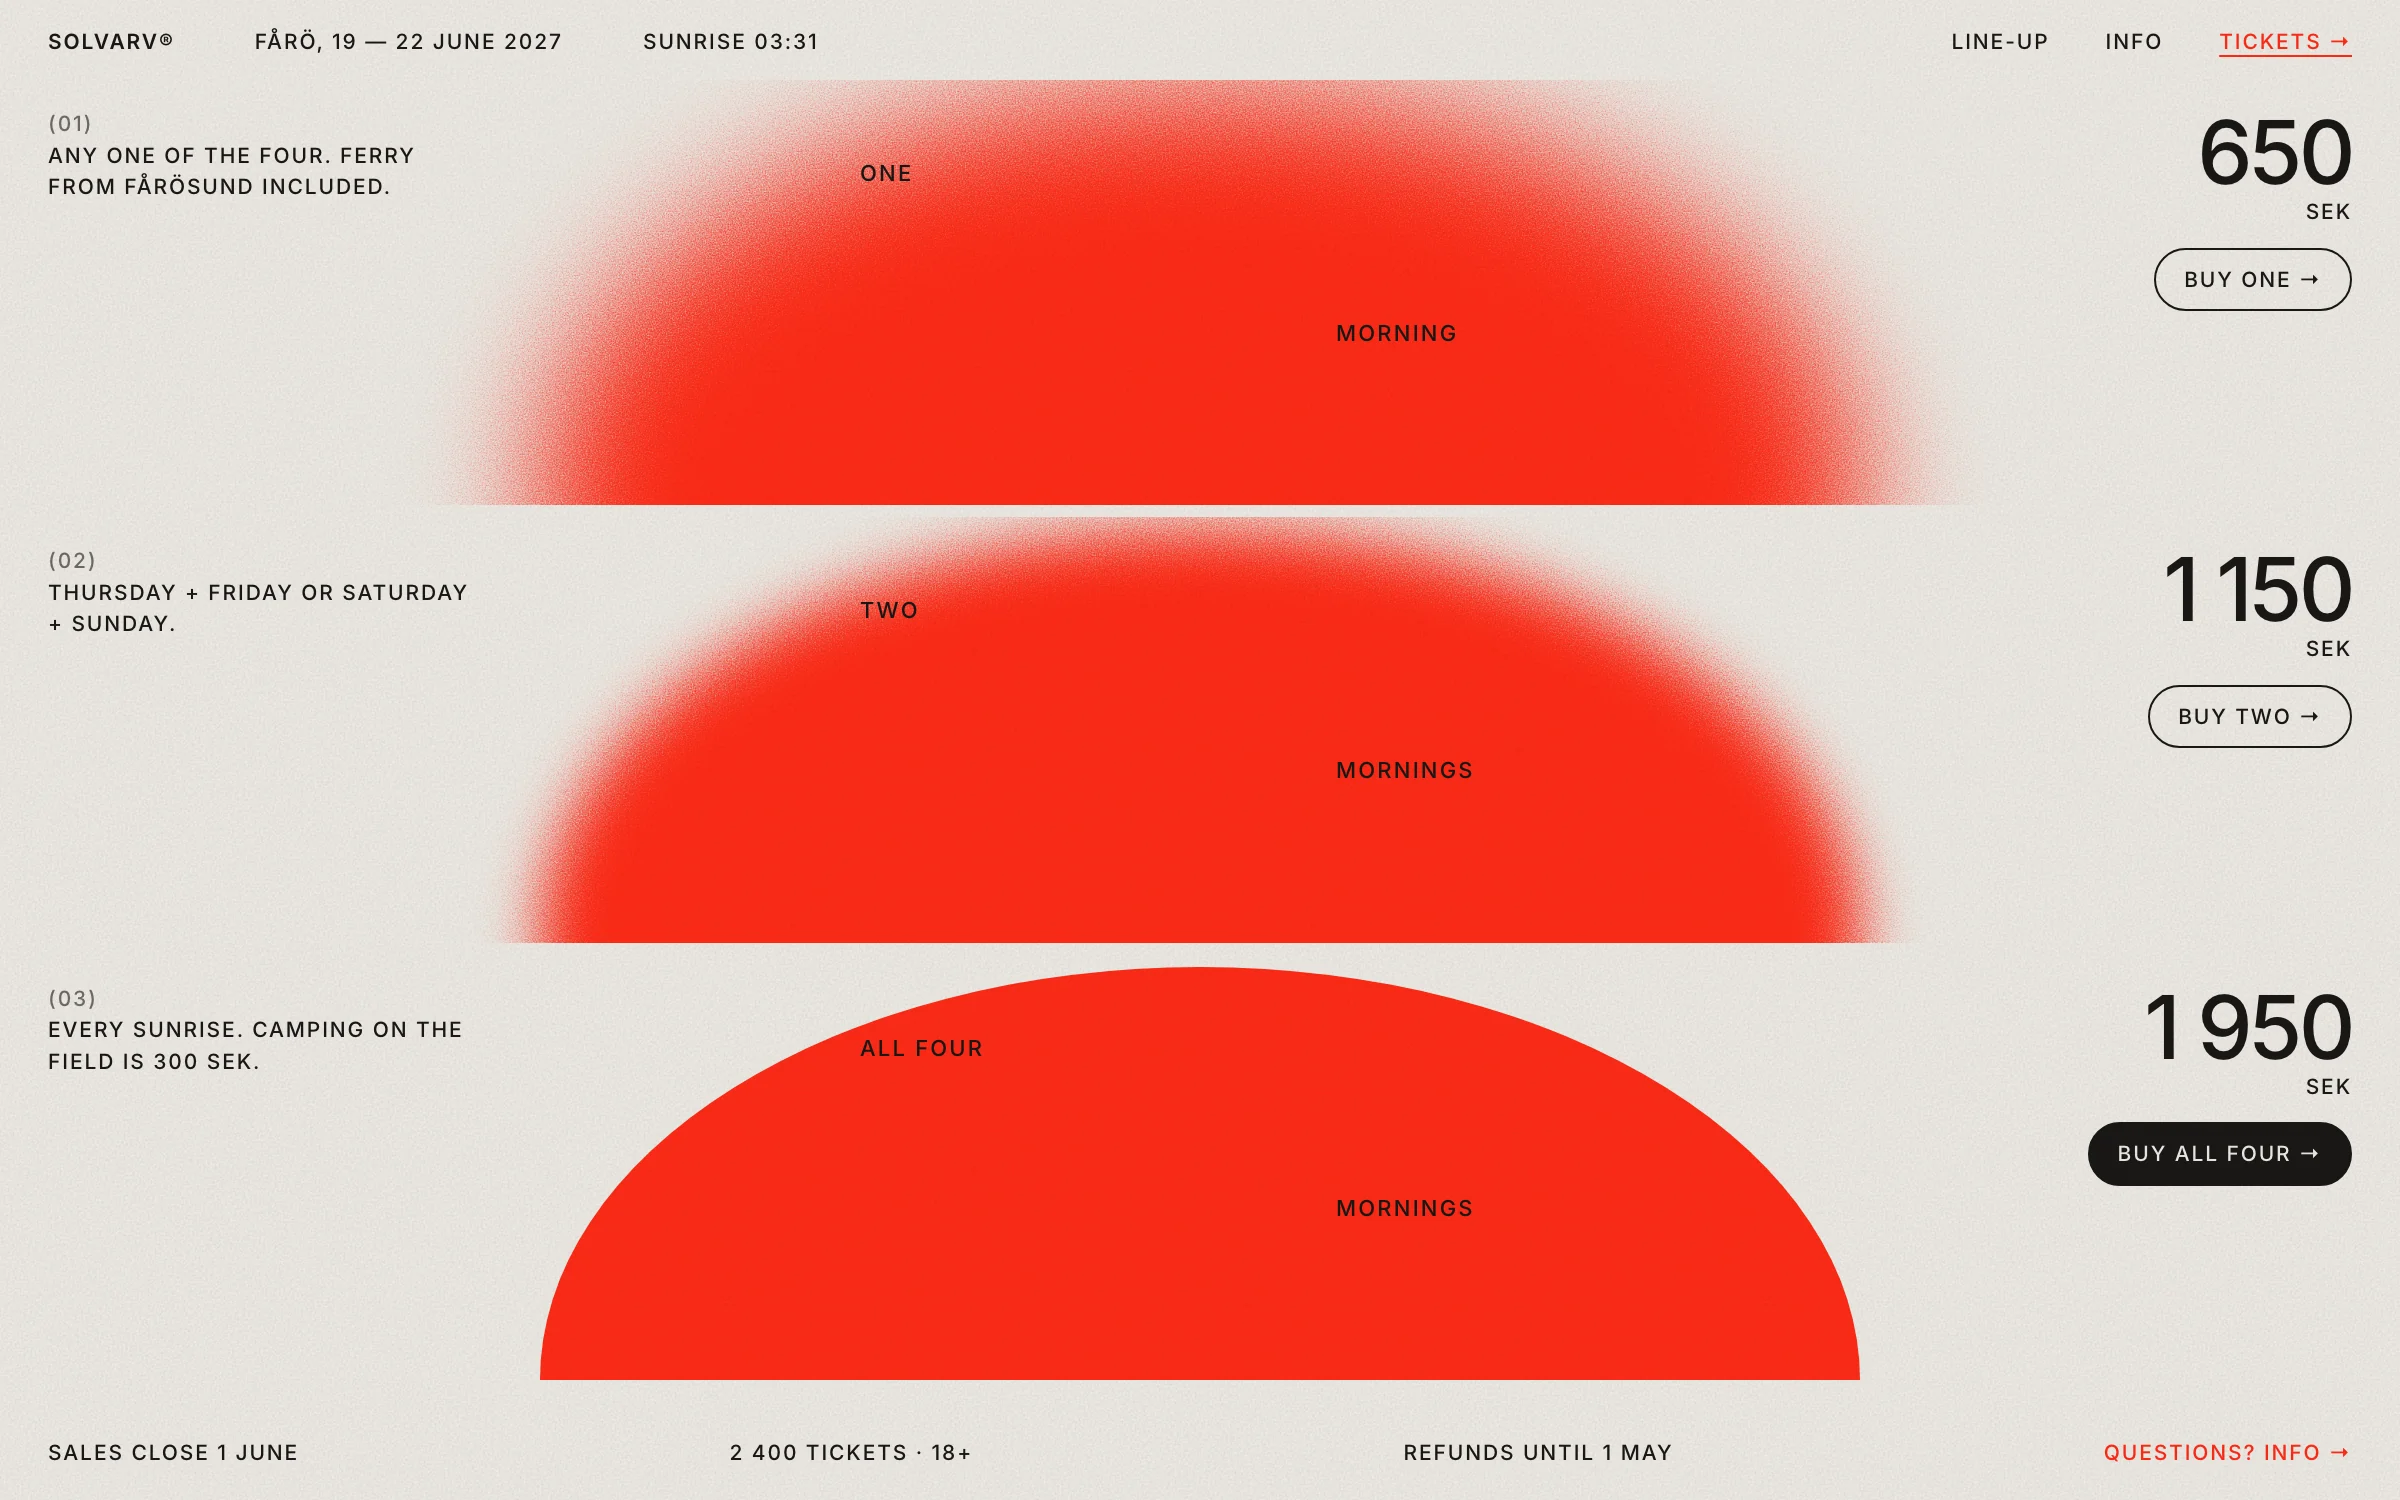 SOLVARV® FÅRÖ, 19 — 22 JUNE 2027 SUNRISE 03:31 LINE-UP INFO TICKETS →
(01)
ANY ONE OF THE FOUR. FERRY
FROM FÅRÖSUND INCLUDED.
ONE
MORNING
650
SEK
BUY ONE →
(02)
THURSDAY + FRIDAY OR SATURDAY
+ SUNDAY.
TWO
MORNINGS
1 150
SEK
BUY TWO →
(03)
EVERY SUNRISE. CAMPING ON THE
FIELD IS 300 SEK.
ALL FOUR
MORNINGS
1 950
SEK
BUY ALL FOUR →
SALES CLOSE 1 JUNE 2 400 TICKETS · 18+ REFUNDS UNTIL 1 MAY QUESTIONS? INFO →